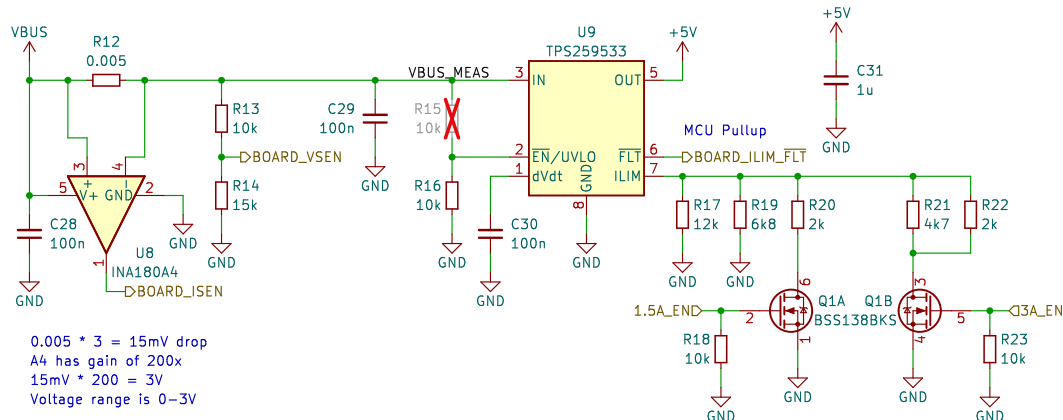 VBUS
R12
0.005
VBUS_MEAS
U9
TPS259533
+5V
+5V
3 IN
OUT 5
C31
1u
GND
R13
10k
C29
100n
GND
R15
10k
MCU Pullup
2 EN/UVLO
FLT 6
BOARD_ILIM_FLT
1 dVdt
GND
ILIM 7
8
GND
BOARD_VSEN
R14
15k
GND
R16
10k
GND
C30
100n
GND
3
4
+
-
5 V+
GND 2
GND
C28
100n
GND
1
U8
INA180A4
BOARD_ISEN
R17
12k
GND
R19
6k8
GND
R20
2k
R21
4k7
R22
2k
6
3
1.5A_EN
2
Q1A
BSS138BKS
Q1B
5
3A_EN
1
4
R18
10k
GND
GND
GND
R23
10k
GND
0.005 * 3 = 15mV drop
A4 has gain of 200x
15mV * 200 = 3V
Voltage range is 0-3V